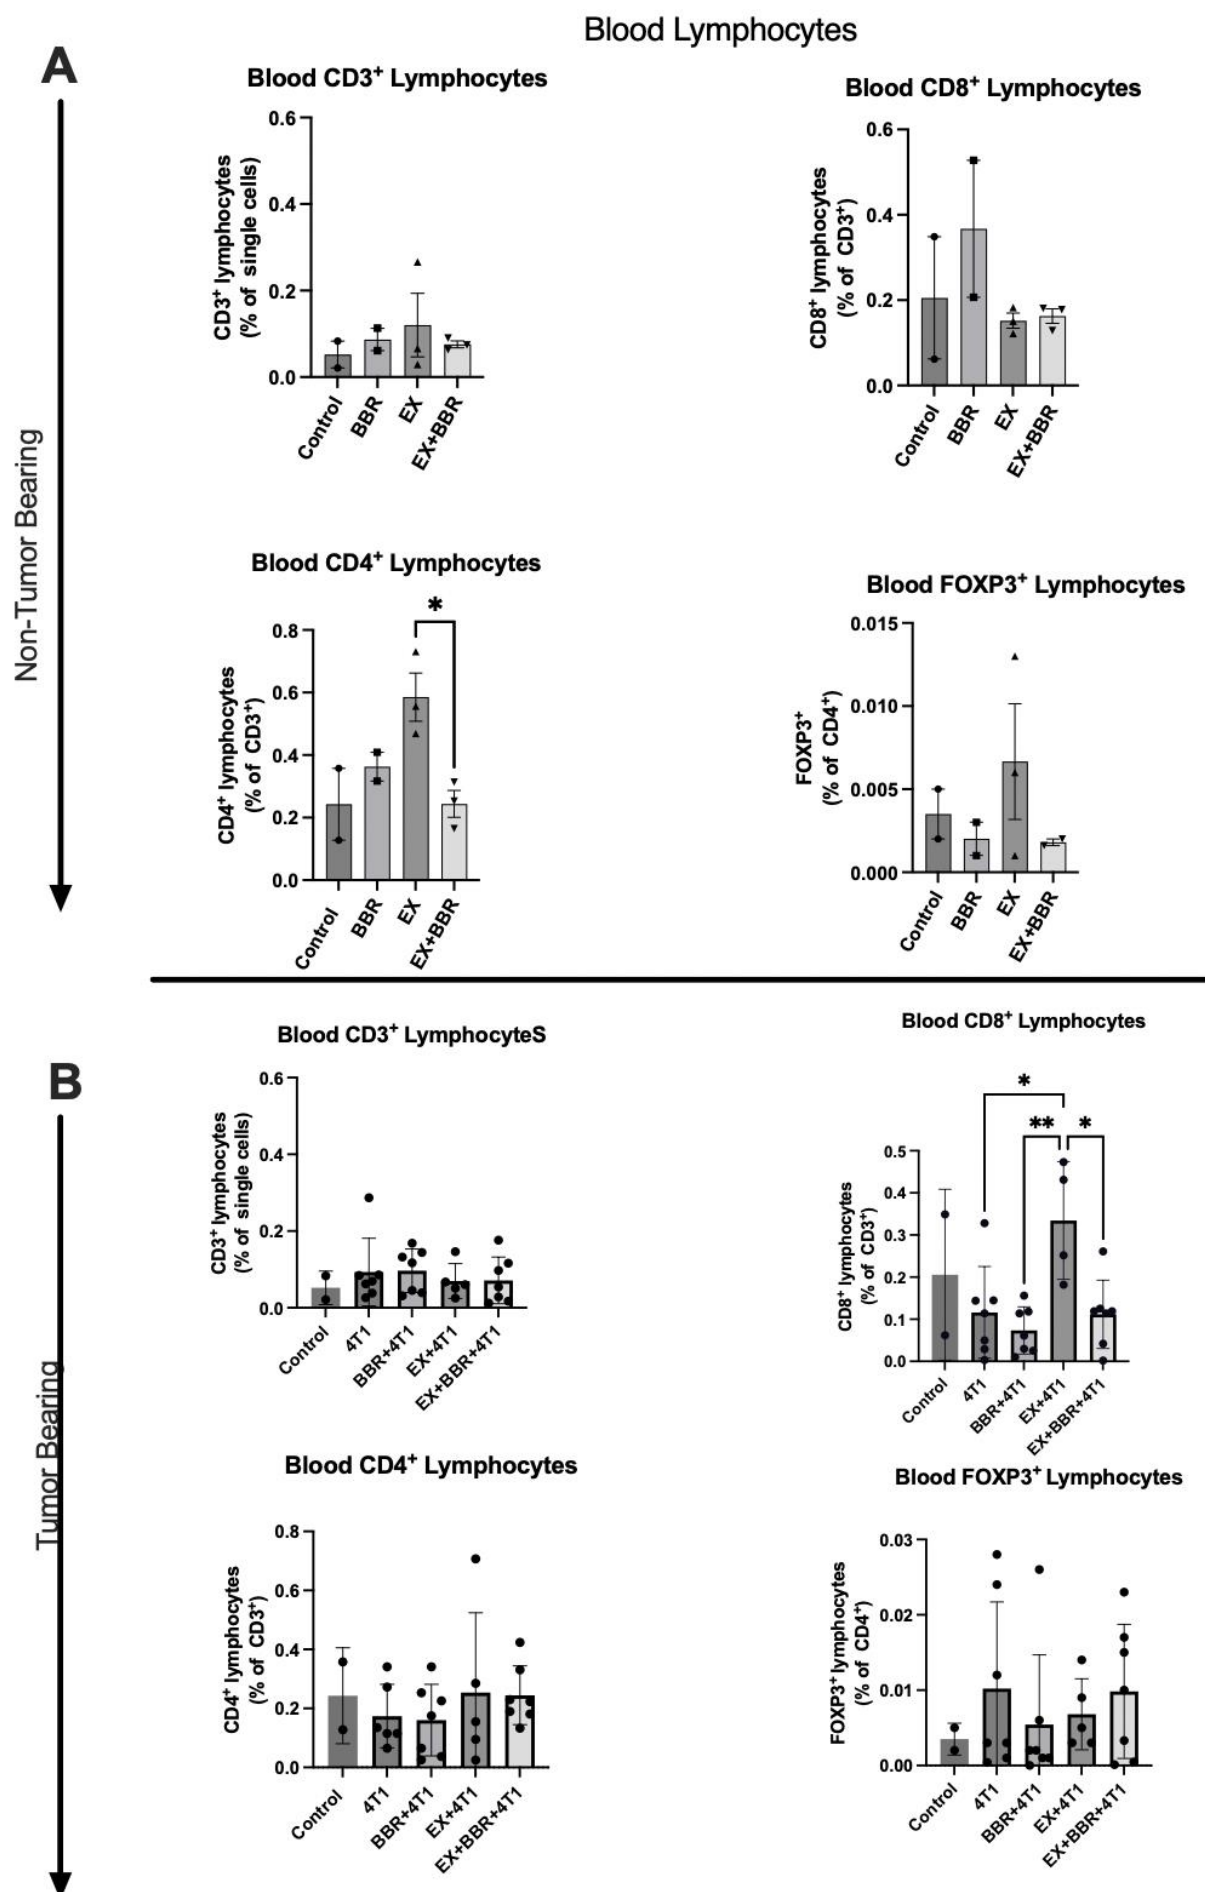 Blood Lymphocytes
A
Non-Tumor Bearing
Blood CD3⁺ Lymphocytes
CD3⁺ lymphocytes
(% of single cells)
0.6
0.4
0.2
0.0
Control
BBR
EX
EX+BBR
Blood CD8⁺ Lymphocytes
CD8⁺ lymphocytes
(% of CD3⁺)
0.6
0.4
0.2
0.0
Control
BBR
EX
EX+BBR
Blood CD4⁺ Lymphocytes
CD4⁺ lymphocytes
(% of CD3⁺)
*
0.8
0.6
0.4
0.2
0.0
Control
BBR
EX
EX+BBR
Blood FOXP3⁺ Lymphocytes
FOXP3⁺
(% of CD4⁺)
0.015
0.010
0.005
0.000
Control
BBR
EX
EX+BBR
B
Tumor Bearing
Blood CD3⁺ LymphocyteS
CD3⁺ lymphocytes
(% of single cells)
0.6
0.4
0.2
0.0
Control
4T1
BBR+4T1
EX+4T1
EX+BBR+4T1
Blood CD8⁺ Lymphocytes
CD8⁺ lymphocytes
(% of CD3⁺)
*
** *
0.5
0.4
0.3
0.2
0.1
0.0
Control
4T1
BBR+4T1
EX+4T1
EX+BBR+4T1
Blood CD4⁺ Lymphocytes
CD4⁺ lymphocytes
(% of CD3⁺)
0.8
0.6
0.4
0.2
0.0
Control
4T1
BBR+4T1
EX+4T1
EX+BBR+4T1
Blood FOXP3⁺ Lymphocytes
FOXP3⁺ lymphocytes
(% of CD4⁺)
0.03
0.02
0.01
0.00
Control
4T1
BBR+4T1
EX+4T1
EX+BBR+4T1